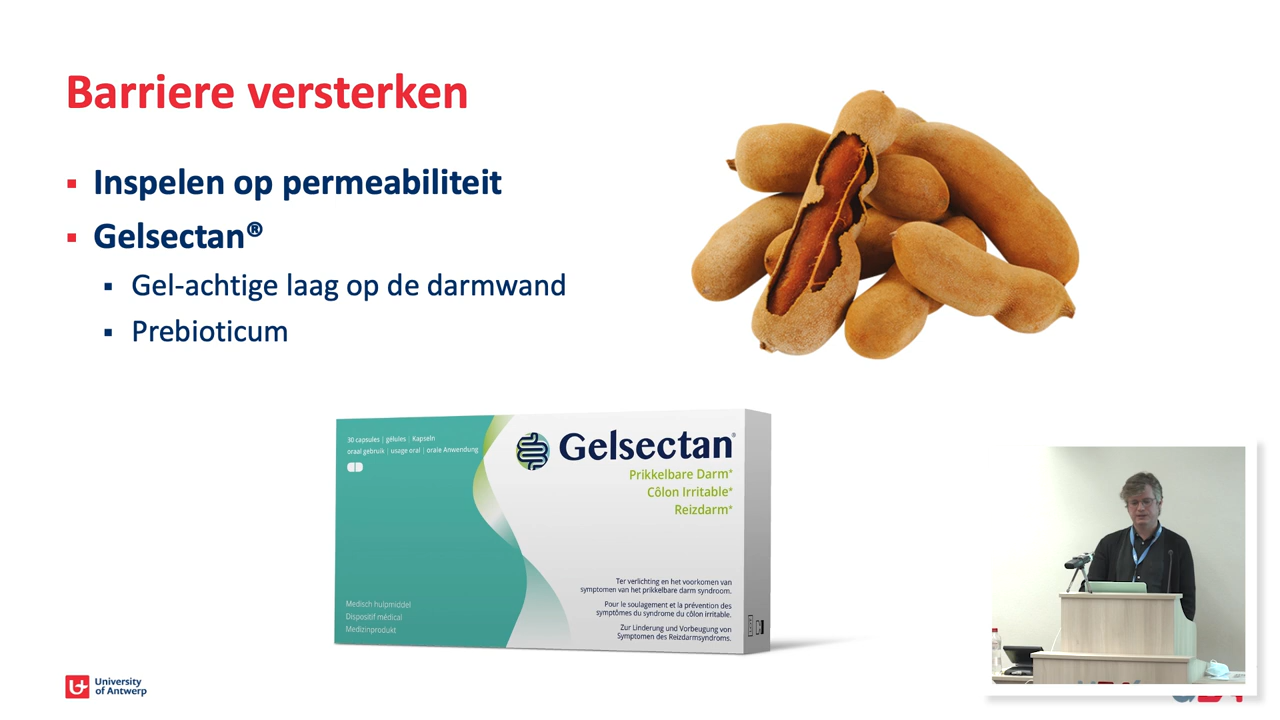 Barriere versterken
Inspelen op permeabiliteit
Gelsectan®
Gel-achtige laag op de darmwand
Prebioticum
30 capsules | gélules | Kapseln
oraal gebruik | usage oral | orale Anwendung
Gelsectan®
Prikkelbare Darm*
Côlon Irritable*
Reizdarm*
Ter verlichting en het voorkomen van
symptomen van het prikkelbare darm syndroom.
Pour le soulagement et la prévention des
symptômes du syndrome du côlon irritable.
Zur Linderung und Vorbeugung von
Symptomen des Reizdarmsyndroms.
Medisch hulpmiddel
Dispositif médical
Medizinprodukt
University
of Antwerp